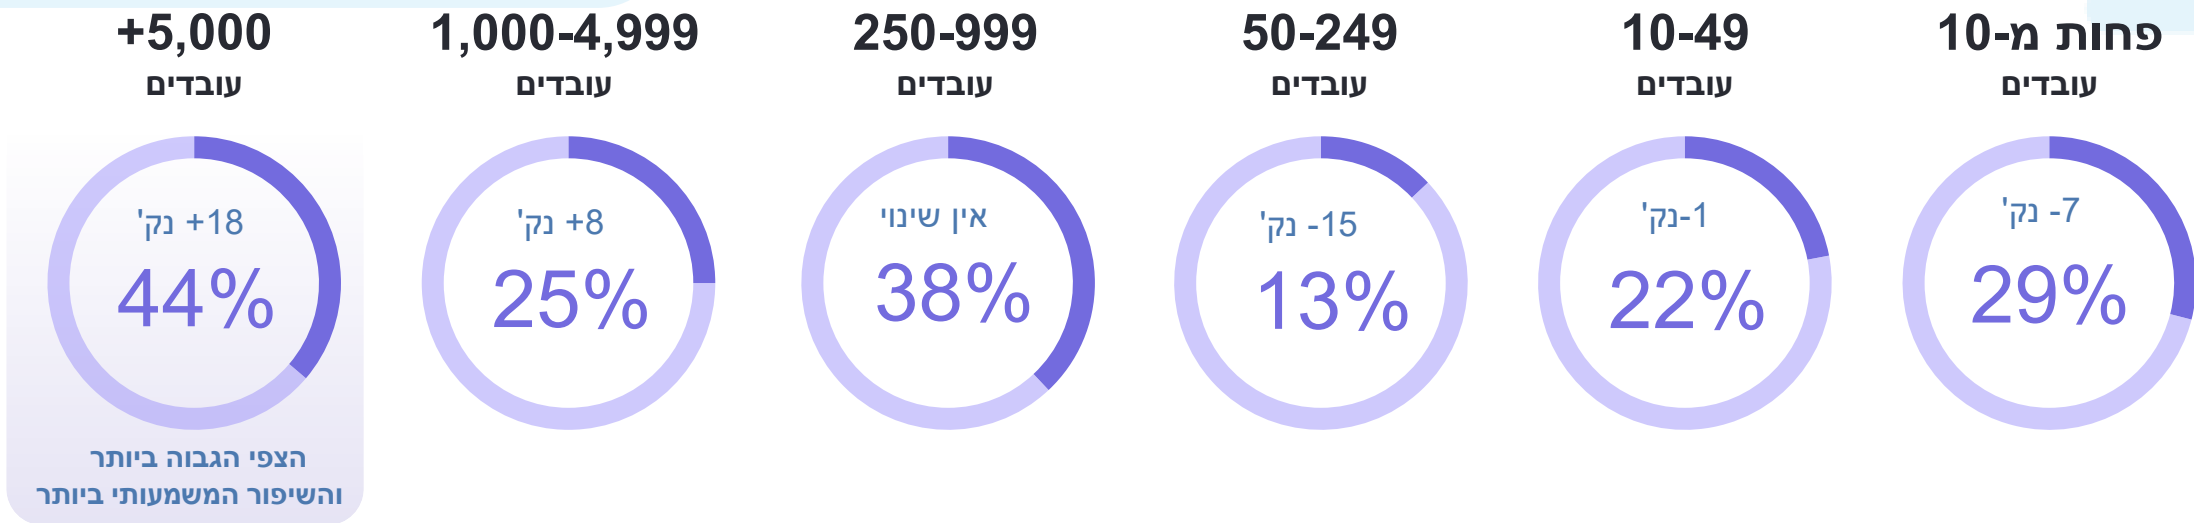 פחות מ-10
עובדים
7- נק'
29%
10-49
עובדים
1-נק'
22%
50-249
עובדים
15- נק'
13%
250-999
עובדים
אין שינוי
38%
1,000-4,999
עובדים
8+ נק'
25%
+5,000
עובדים
18+ נק'
44%
הצפי הגבוה ביותר
והשיפור המשמעותי ביותר